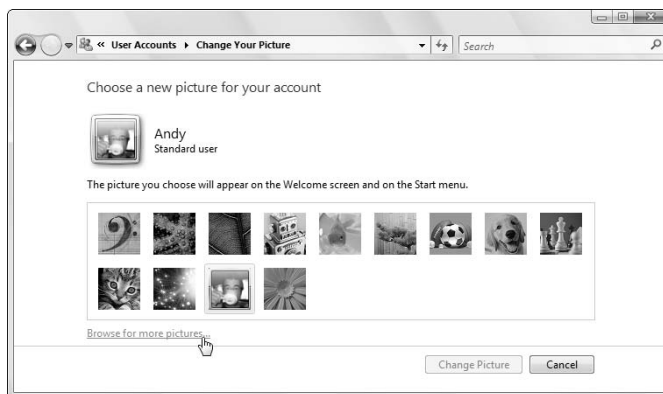 « User Accounts ▸ Change Your Picture
Search
Choose a new picture for your account
Andy
Standard user
The picture you choose will appear on the Welcome screen and on the Start menu.
Browse for more pictures...
Change Picture
Cancel